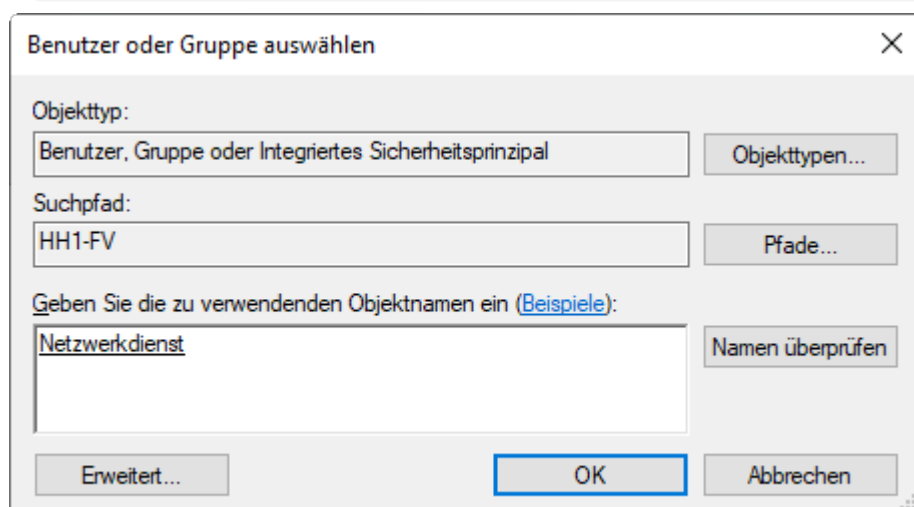 Benutzer oder Gruppe auswählen
Objekttyp:
Benutzer, Gruppe oder Integriertes Sicherheitsprinzipal
Objekttypen...
Suchpfad:
HH1-FV
Pfade...
Geben Sie die zu verwendenden Objektnamen ein (Beispiele):
Netzwerkdienst
Namen überprüfen
Erweitert...
OK
Abbrechen